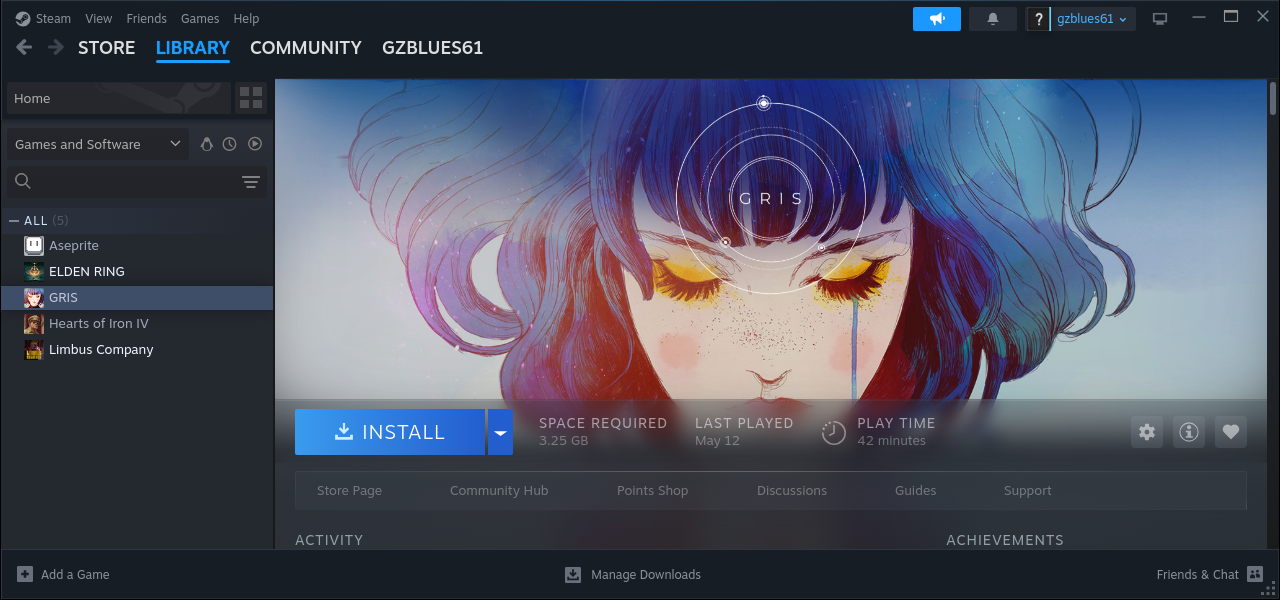 Steam View Friends Games Help
? gzblues61
STORE LIBRARY COMMUNITY GZBLUES61
Home
Games and Software
ALL (5)
Aseprite
ELDEN RING
GRIS
Hearts of Iron IV
Limbus Company
GRIS
INSTALL
SPACE REQUIRED
3.25 GB
LAST PLAYED
May 12
PLAY TIME
42 minutes
Store Page Community Hub Points Shop Discussions Guides Support
ACTIVITY
ACHIEVEMENTS
Add a Game
Manage Downloads
Friends & Chat